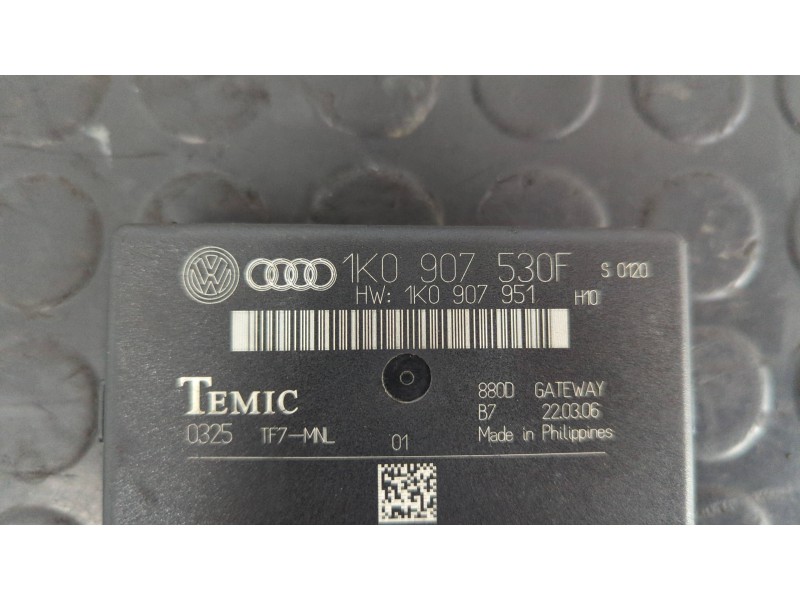 1K0 907 530F S 0120
HW: 1K0 907 951 H10
TEMIC
0325 TF7-MNL 01
880D GATEWAY
B7 22.03.06
Made in Philippines